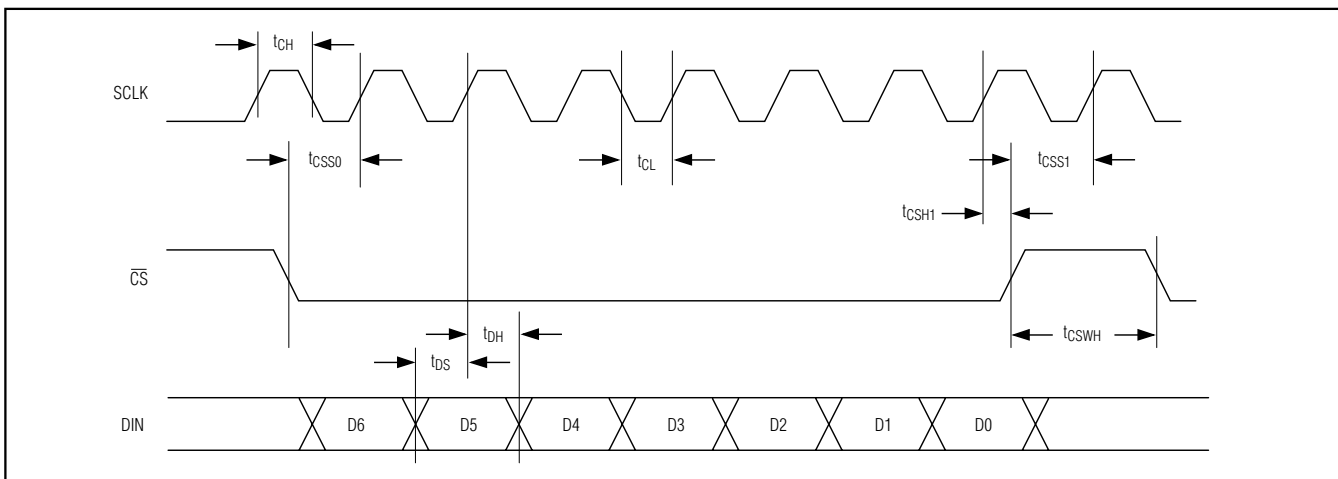 tCH
SCLK
tCSS0
tCL
tCSS1
tCSH1
CS
tDH
tCSWH
tDS
DIN
D6
D5
D4
D3
D2
D1
D0